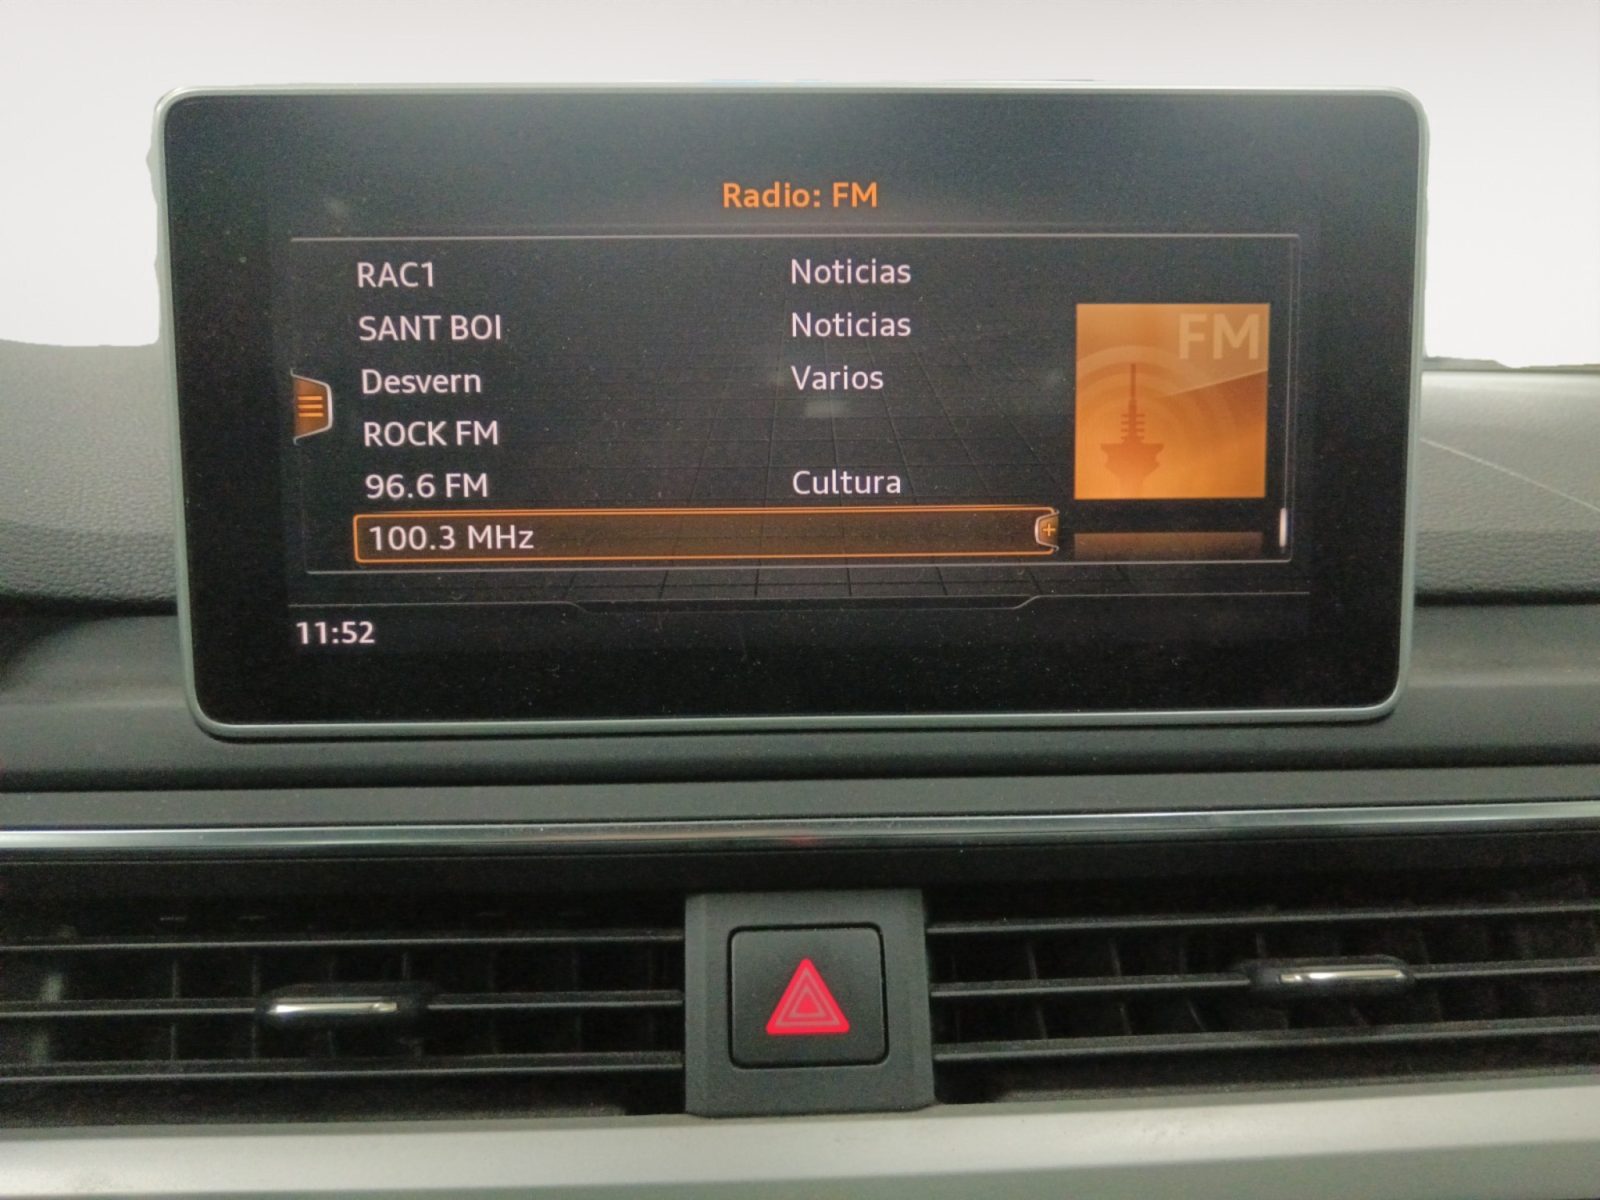 Radio: FM
RAC1 Noticias
SANT BOI Noticias
Desvern Varios
ROCK FM
96.6 FM Cultura
100.3 MHz
FM
11:52